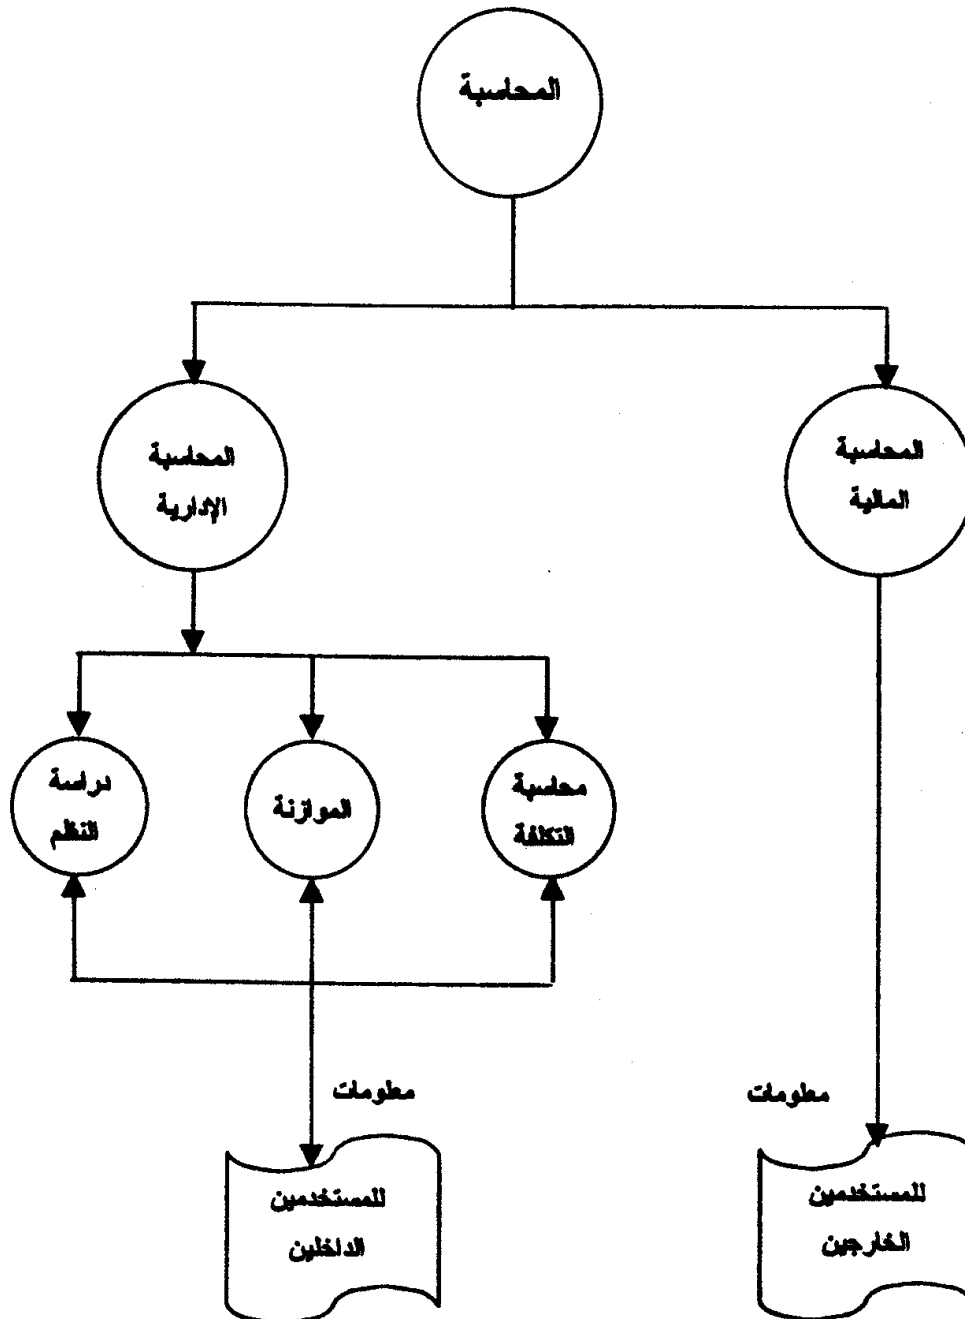 المحاسبة
المحاسبة
المالية
المحاسبة
الإدارية
محاسبة
التكلفة
الموازنة
دراسة
النظم
معلومات
معلومات
للمستخدمين
الخارجين
للمستخدمين
الداخلين